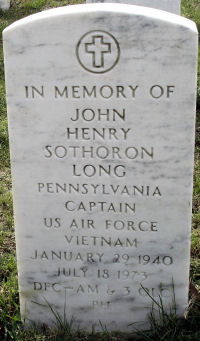 IN MEMORY OF
JOHN
HENRY
SOTHORON
LONG
PENNSYLVANIA
CAPTAIN
US AIR FORCE
VIETNAM
JANUARY 29 1940
JULY 18 1973
DFC-AM & 3 OLC
PH